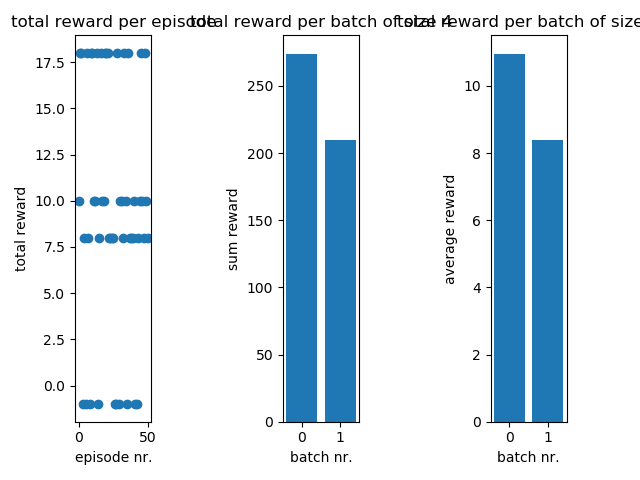 total reward per episode
total reward per batch of size 4
total reward per batch of size
17.5
15.0
12.5
10.0
7.5
5.0
2.5
0.0
total reward
0 50
episode nr.
250
200
150
100
50
0
sum reward
0 1
batch nr.
10
8
6
4
2
0
average reward
0 1
batch nr.